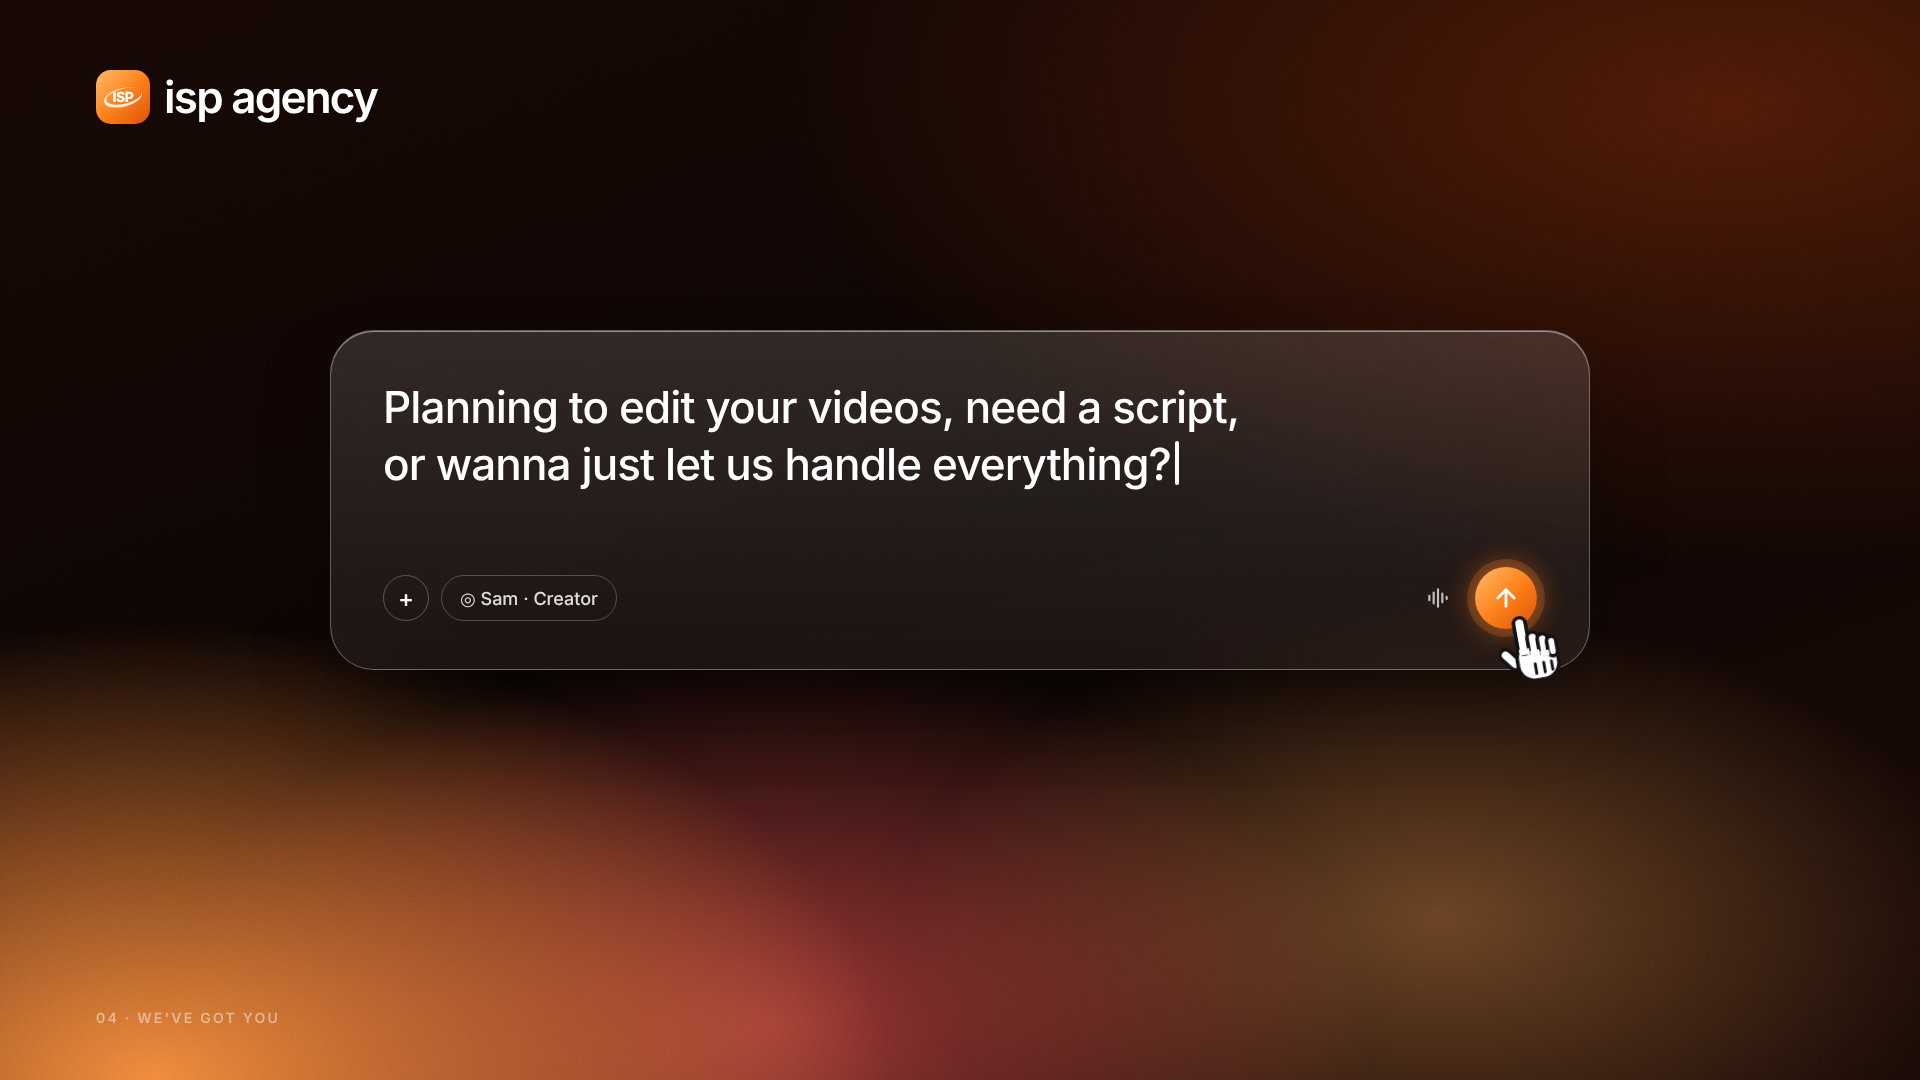 ISP
isp agency
Planning to edit your videos, need a script,
or wanna just let us handle everything?
+
◎ Sam · Creator
04 · WE'VE GOT YOU